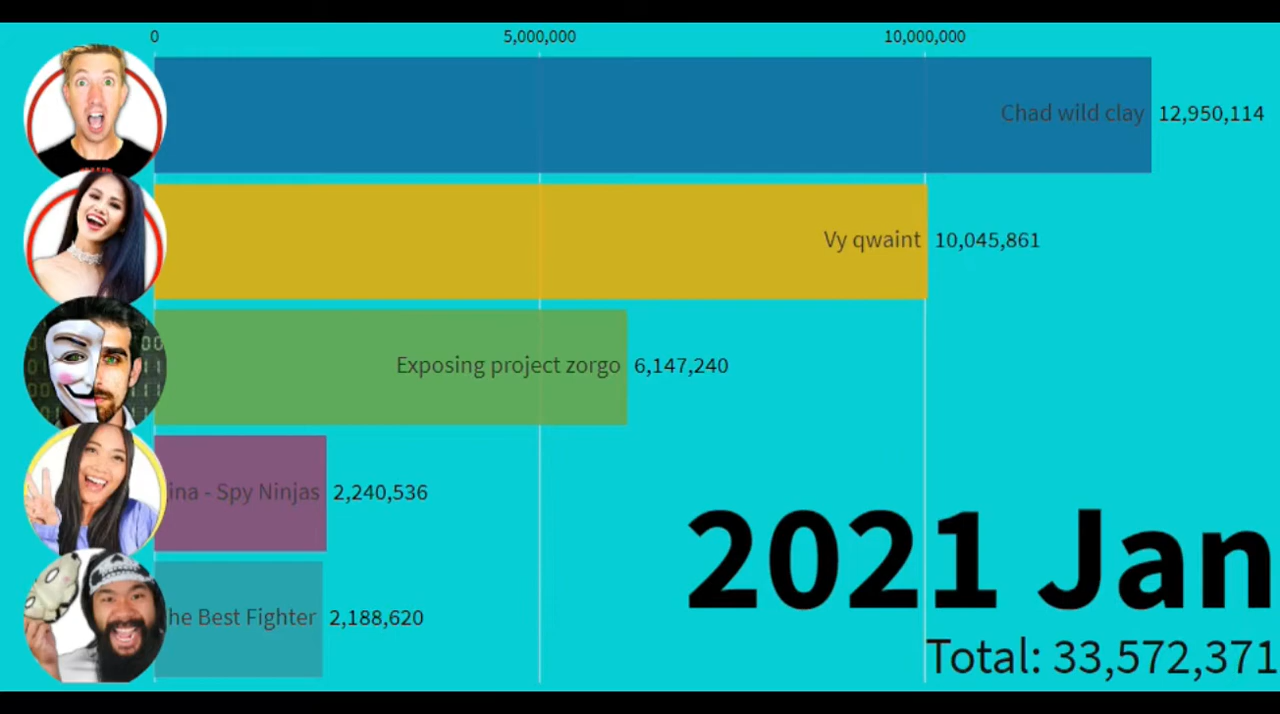 0 5,000,000 10,000,000
Chad wild clay 12,950,114
Vy qwaint 10,045,861
Exposing project zorgo 6,147,240
ina - Spy Ninjas 2,240,536
he Best Fighter 2,188,620
2021 Jan
Total: 33,572,371